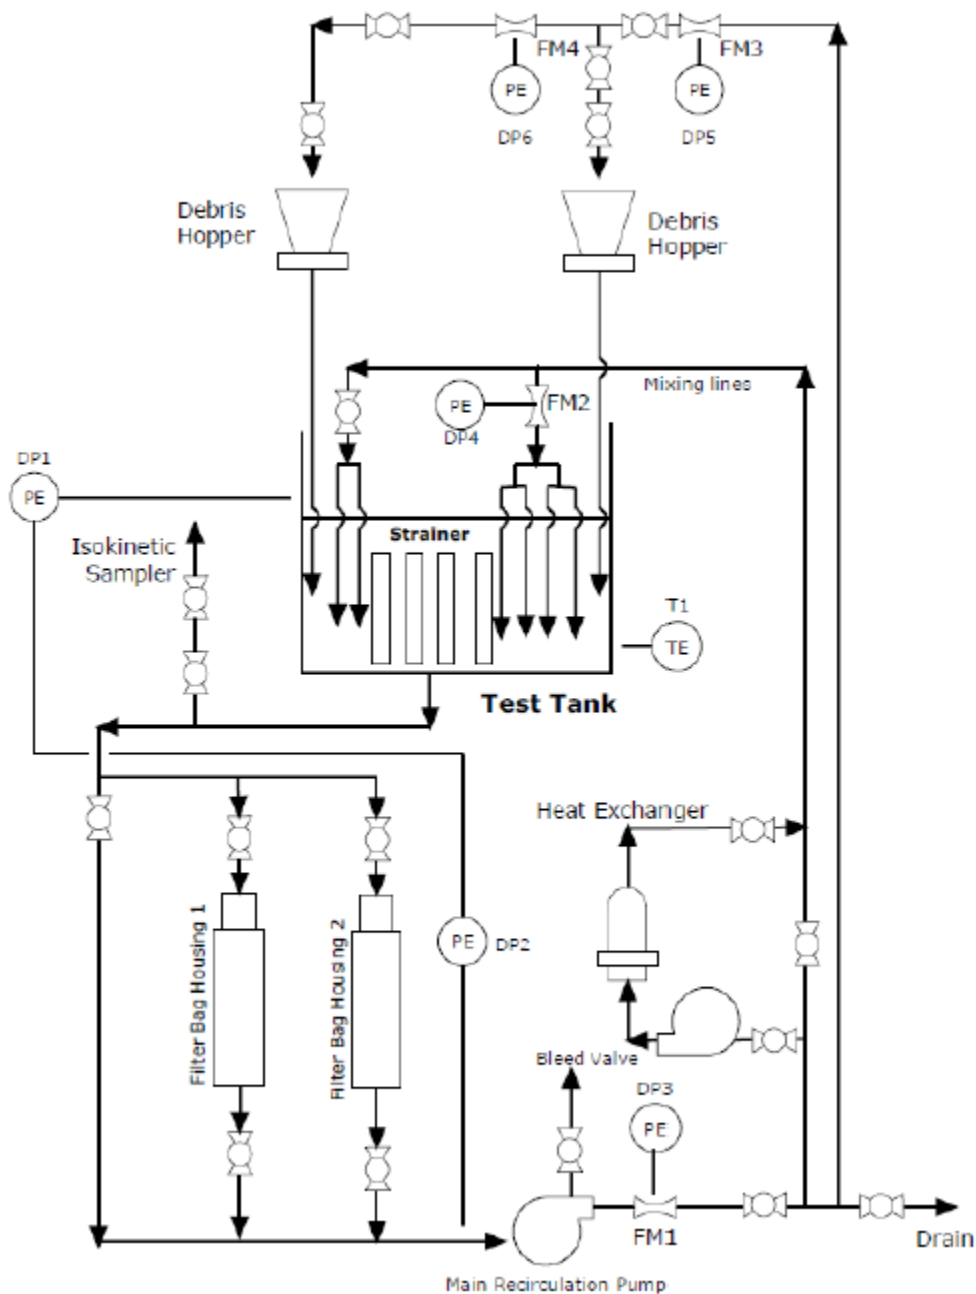 FM4
FM3
PE
PE
DP6
DP5
Debris
Hopper
Debris
Hopper
Mixing lines
PE
FM2
DP4
DP1
PE
Strainer
Isokinetic
Sampler
T1
TE
Test Tank
Heat Exchanger
Filter Bag Housing 1
Filter Bag Housing 2
PE
DP2
Bleed Valve
DP3
PE
FM1
Drain
Main Recirculation Pump